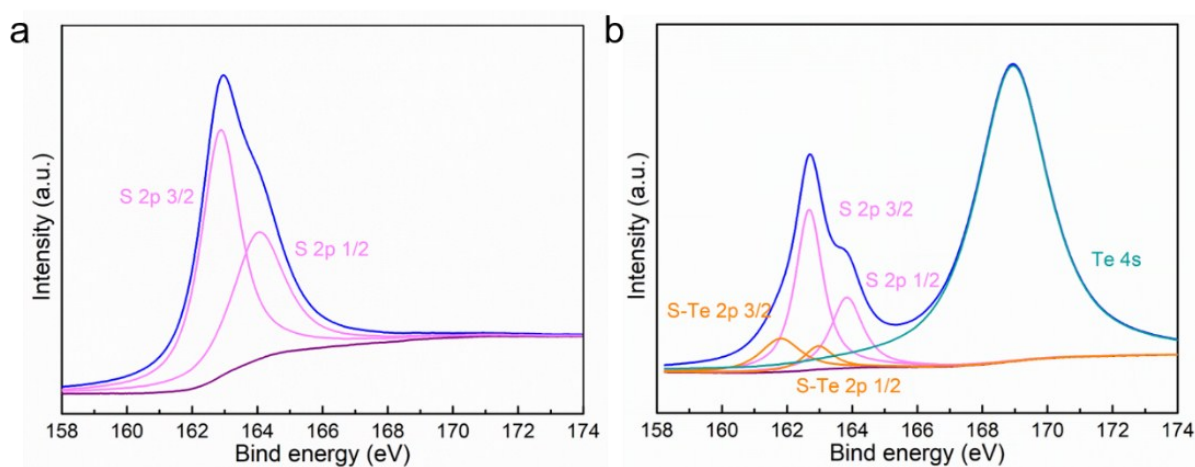 a
Intensity (a.u.)
S 2p 3/2
S 2p 1/2
158 160 162 164 166 168 170 172 174
Bind energy (eV)
b
Intensity (a.u.)
S 2p 3/2
S 2p 1/2
Te 4s
S-Te 2p 3/2
S-Te 2p 1/2
158 160 162 164 166 168 170 172 174
Bind energy (eV)